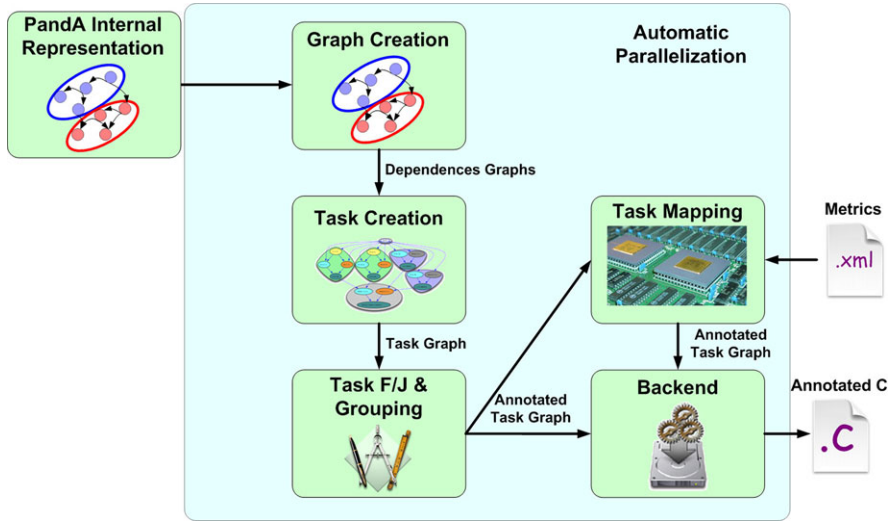 PandA Internal
Representation
Graph Creation
Automatic
Parallelization
Dependences Graphs
Task Creation
Task Mapping
Metrics
.xml
Task Graph
Annotated
Task Graph
Task F/J &
Grouping
Annotated
Task Graph
Backend
Annotated C
.C